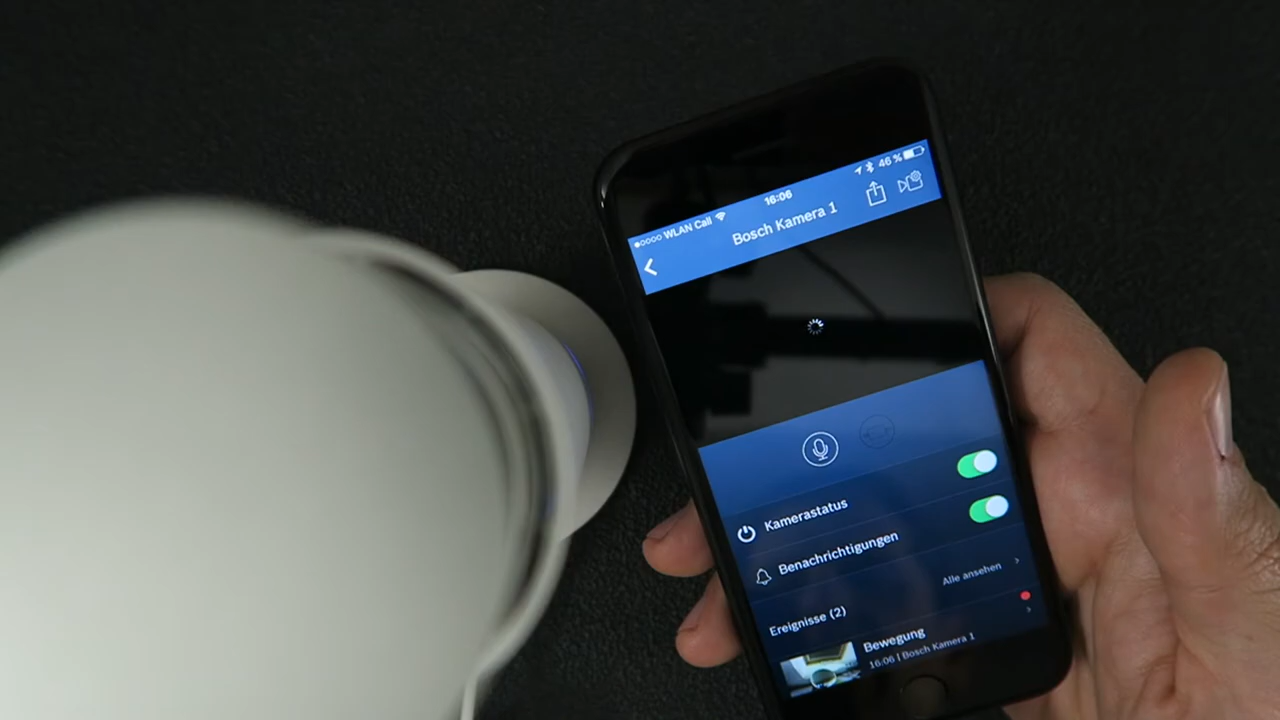 WLAN Call 16:06 46 %
Bosch Kamera 1
Kamerastatus
Benachrichtigungen
Ereignisse (2) Alle ansehen
Bewegung
16:06 | Bosch Kamera 1